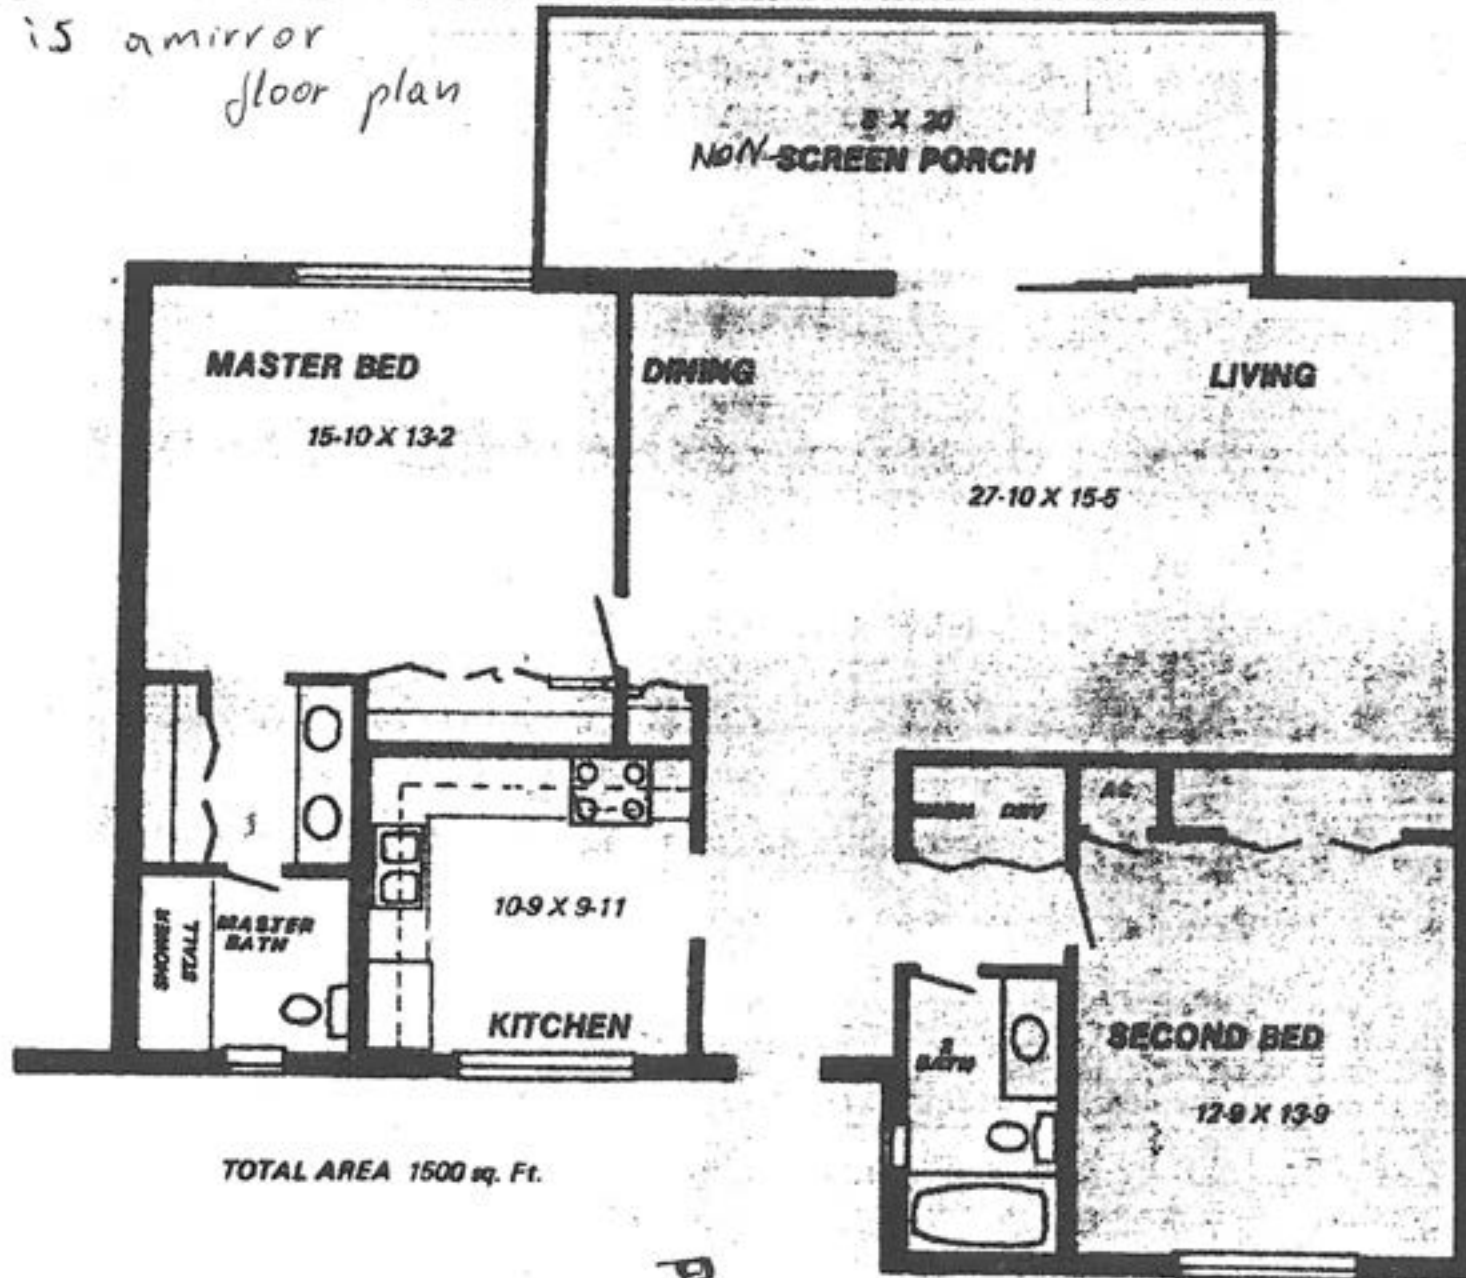 is a mirror
floor plan
8 X 20
NON-SCREEN PORCH
MASTER BED
15-10 X 13-2
DINING
LIVING
27-10 X 15-5
WASH DRY
AC
SHOWER
STALL
MASTER
BATH
10-9 X 9-11
KITCHEN
2
BATH
SECOND BED
12-9 X 13-9
TOTAL AREA 1500 sq. Ft.